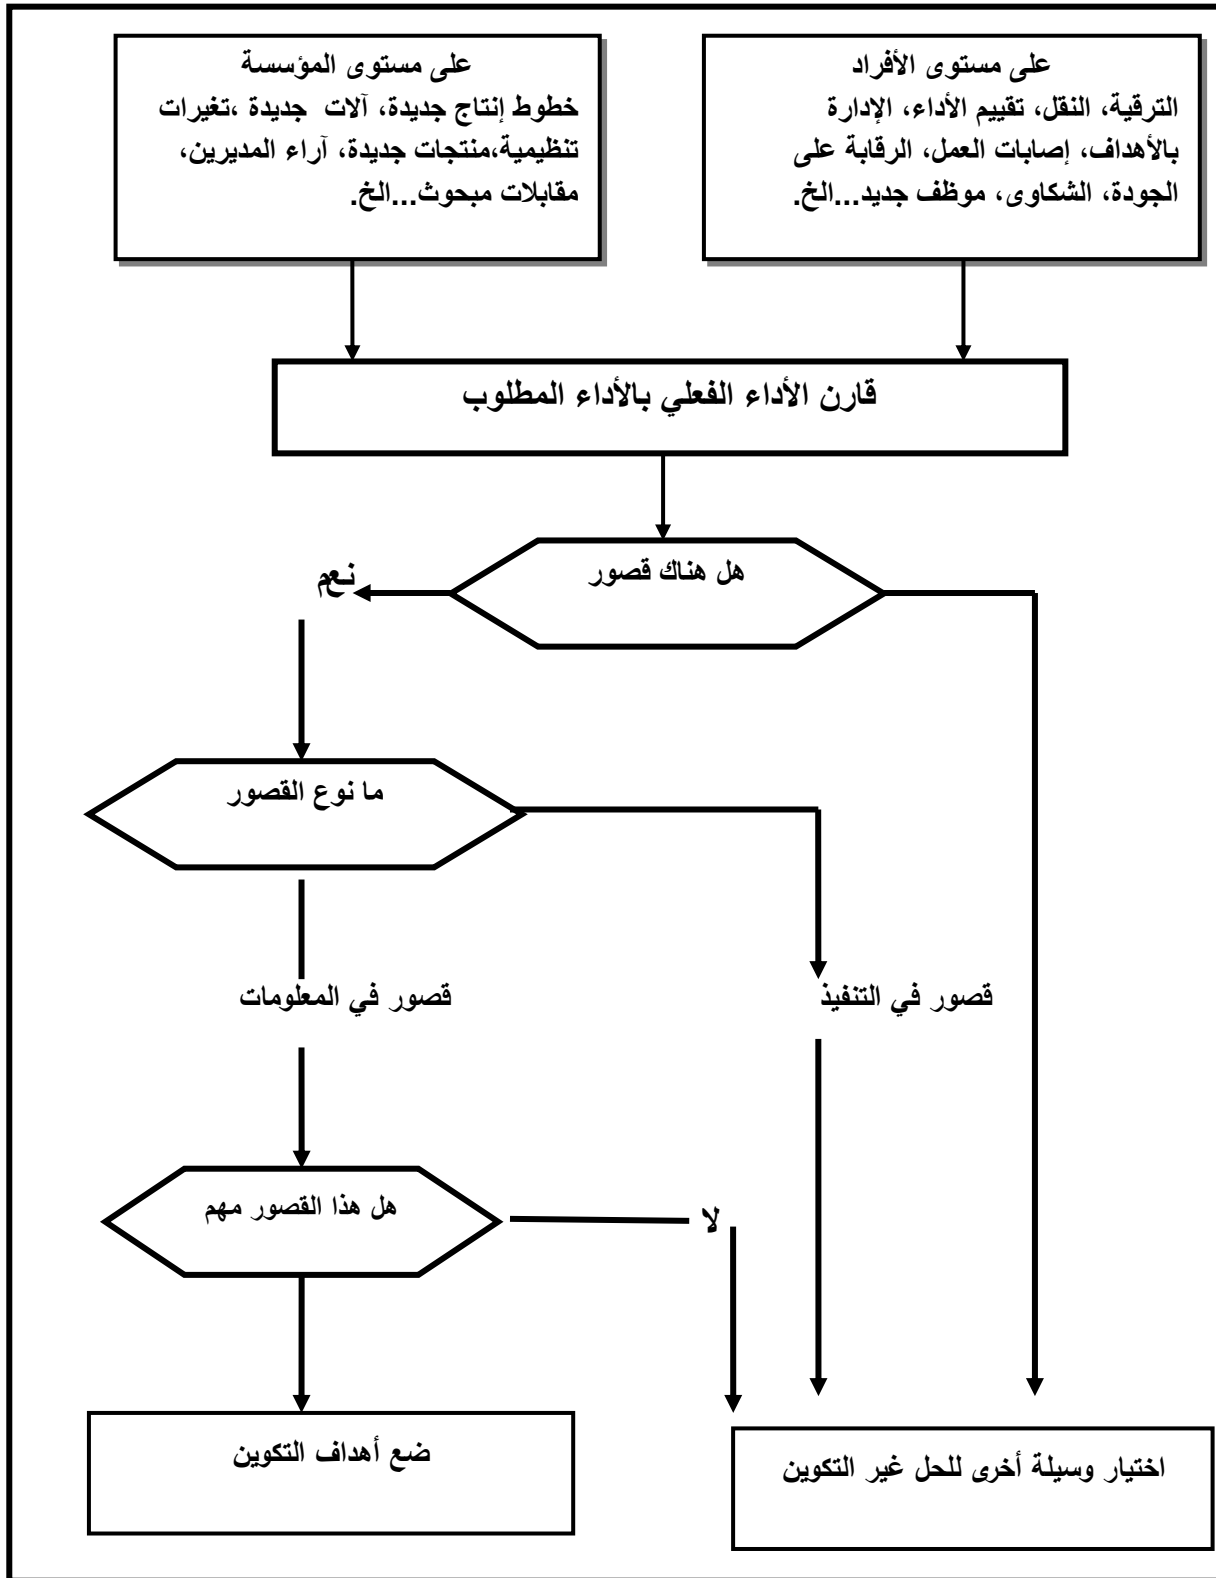 على مستوى الأفراد
الترقية، النقل، تقييم الأداء، الإدارة
بالأهداف، إصابات العمل، الرقابة على
الجودة، الشكاوى، موظف جديد...الخ.
على مستوى المؤسسة
خطوط إنتاج جديدة، آلات جديدة ،تغيرات
تنظيمية،منتجات جديدة، آراء المديرين،
مقابلات مبحوث...الخ.
قارن الأداء الفعلي بالأداء المطلوب
هل هناك قصور
نعم
ما نوع القصور
قصور في التنفيذ
قصور في المعلومات
هل هذا القصور مهم
لا
ضع أهداف التكوين
اختيار وسيلة أخرى للحل غير التكوين